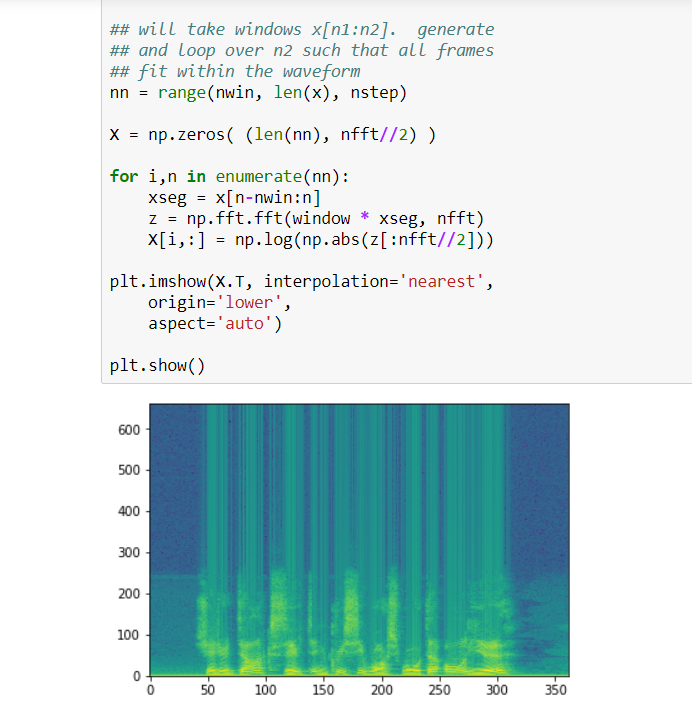 ## will take windows x[n1:n2].  generate
## and loop over n2 such that all frames
## fit within the waveform
nn = range(nwin, len(x), nstep)
X = np.zeros( (len(nn), nfft//2) )
for i,n in enumerate(nn):
    xseg = x[n-nwin:n]
    z = np.fft.fft(window * xseg, nfft)
    X[i,:] = np.log(np.abs(z[:nfft//2]))
plt.imshow(X.T, interpolation='nearest',
    origin='lower',
    aspect='auto')
plt.show()
600
500
400
300
200
100
0
0 50 100 150 200 250 300 350